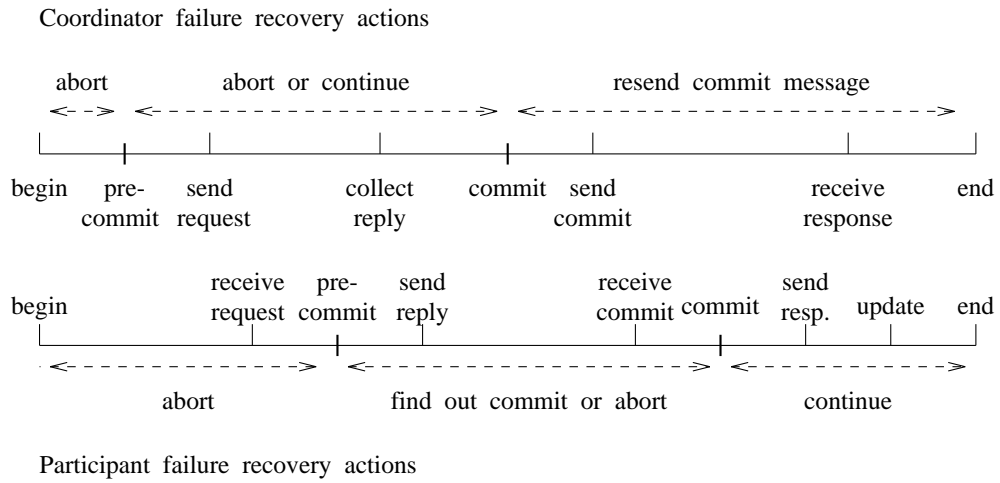 Coordinator failure recovery actions
abort abort or continue resend commit message
begin pre- send collect commit send receive end
commit request reply commit response
receive pre- send receive send
begin request commit reply commit commit resp. update end
abort find out commit or abort continue
Participant failure recovery actions